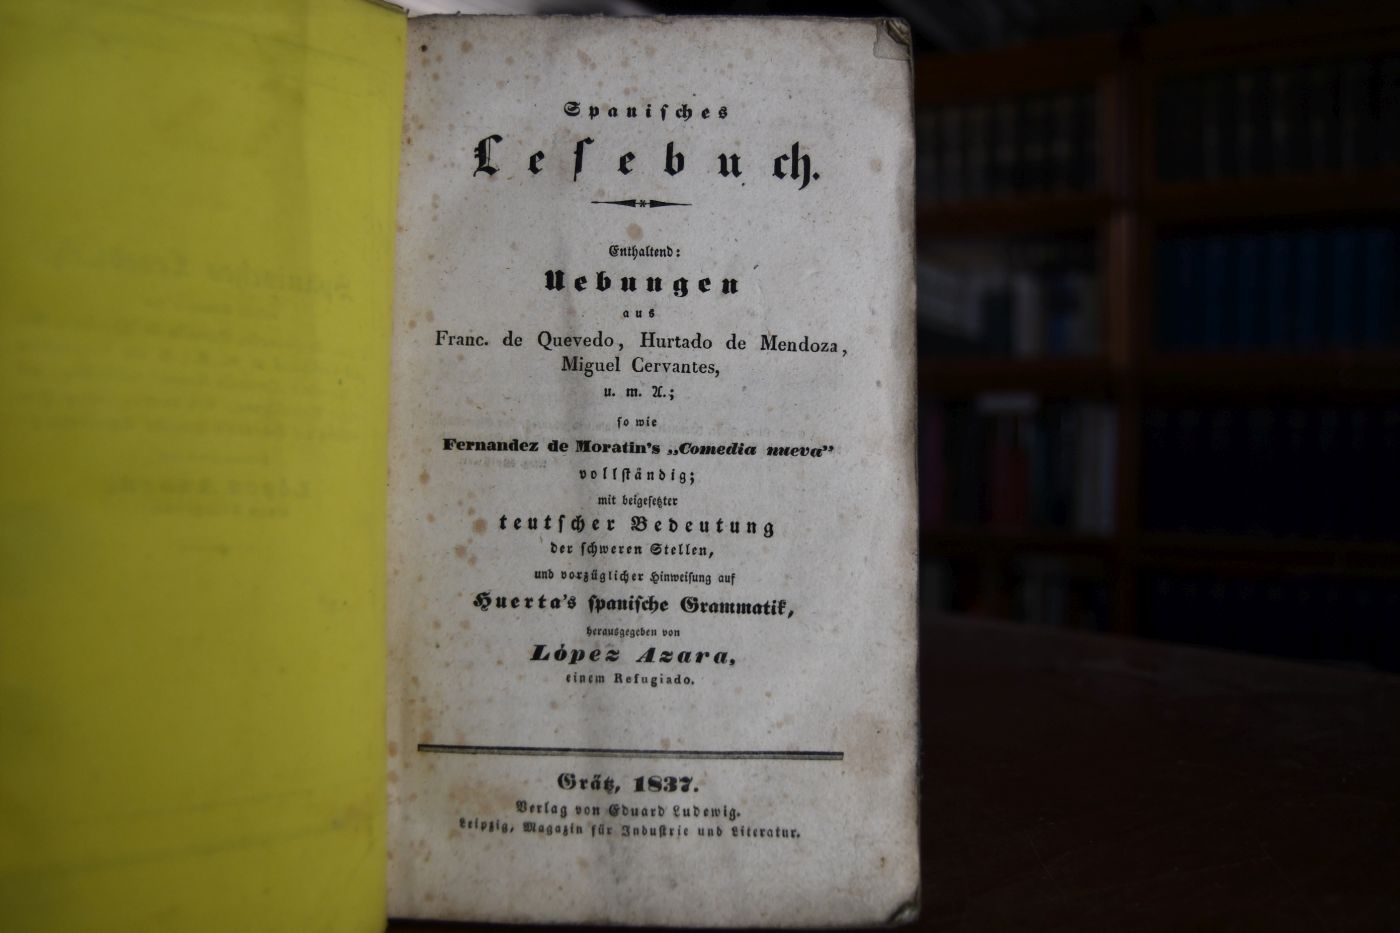 Spaniſches
Leſebuch.
Enthaltend:
Uebungen
aus
Franc. de Quevedo, Hurtado de Mendoza,
Miguel Cervantes,
u. m. A.;
ſo wie
Fernandez de Moratin's „Comedia nueva”
vollſtändig;
mit beigeſetzter
teutſcher Bedeutung
der ſchweren Stellen,
und vorzüglicher Hinweiſung auf
Huerta's ſpaniſche Grammatik,
herausgegeben von
López Azara,
einem Refugiado.
Grätz, 1837.
Verlag von Eduard Ludewig.
Leipzig, Magazin für Induſtrie und Literatur.